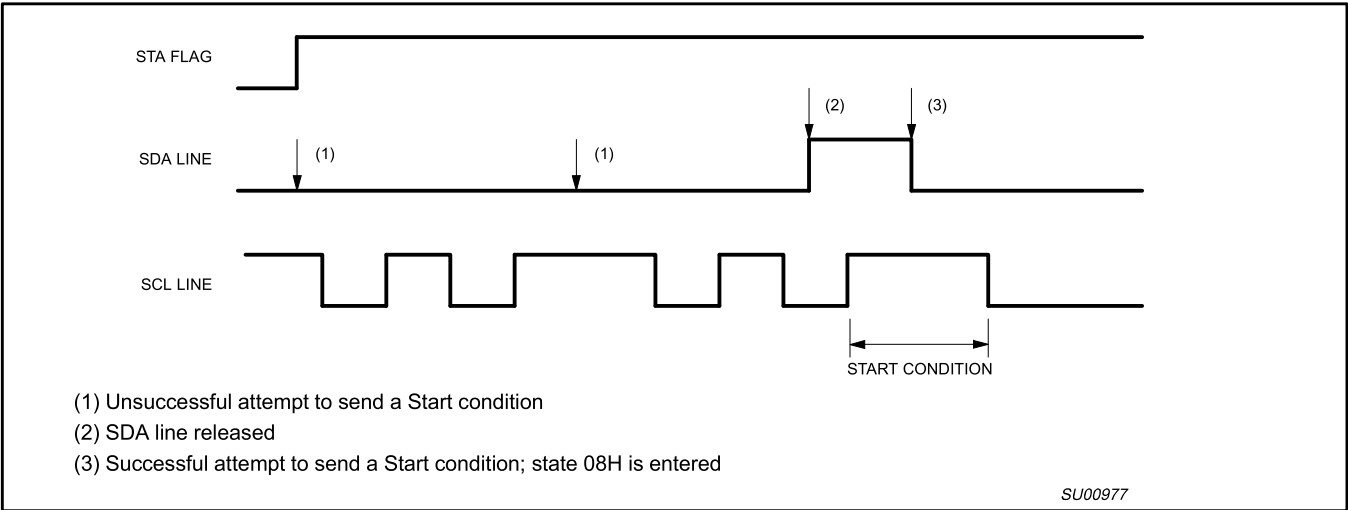 STA FLAG
(2)
(3)
SDA LINE
(1)
(1)
SCL LINE
START CONDITION
(1) Unsuccessful attempt to send a Start condition
(2) SDA line released
(3) Successful attempt to send a Start condition; state 08H is entered
SU00977